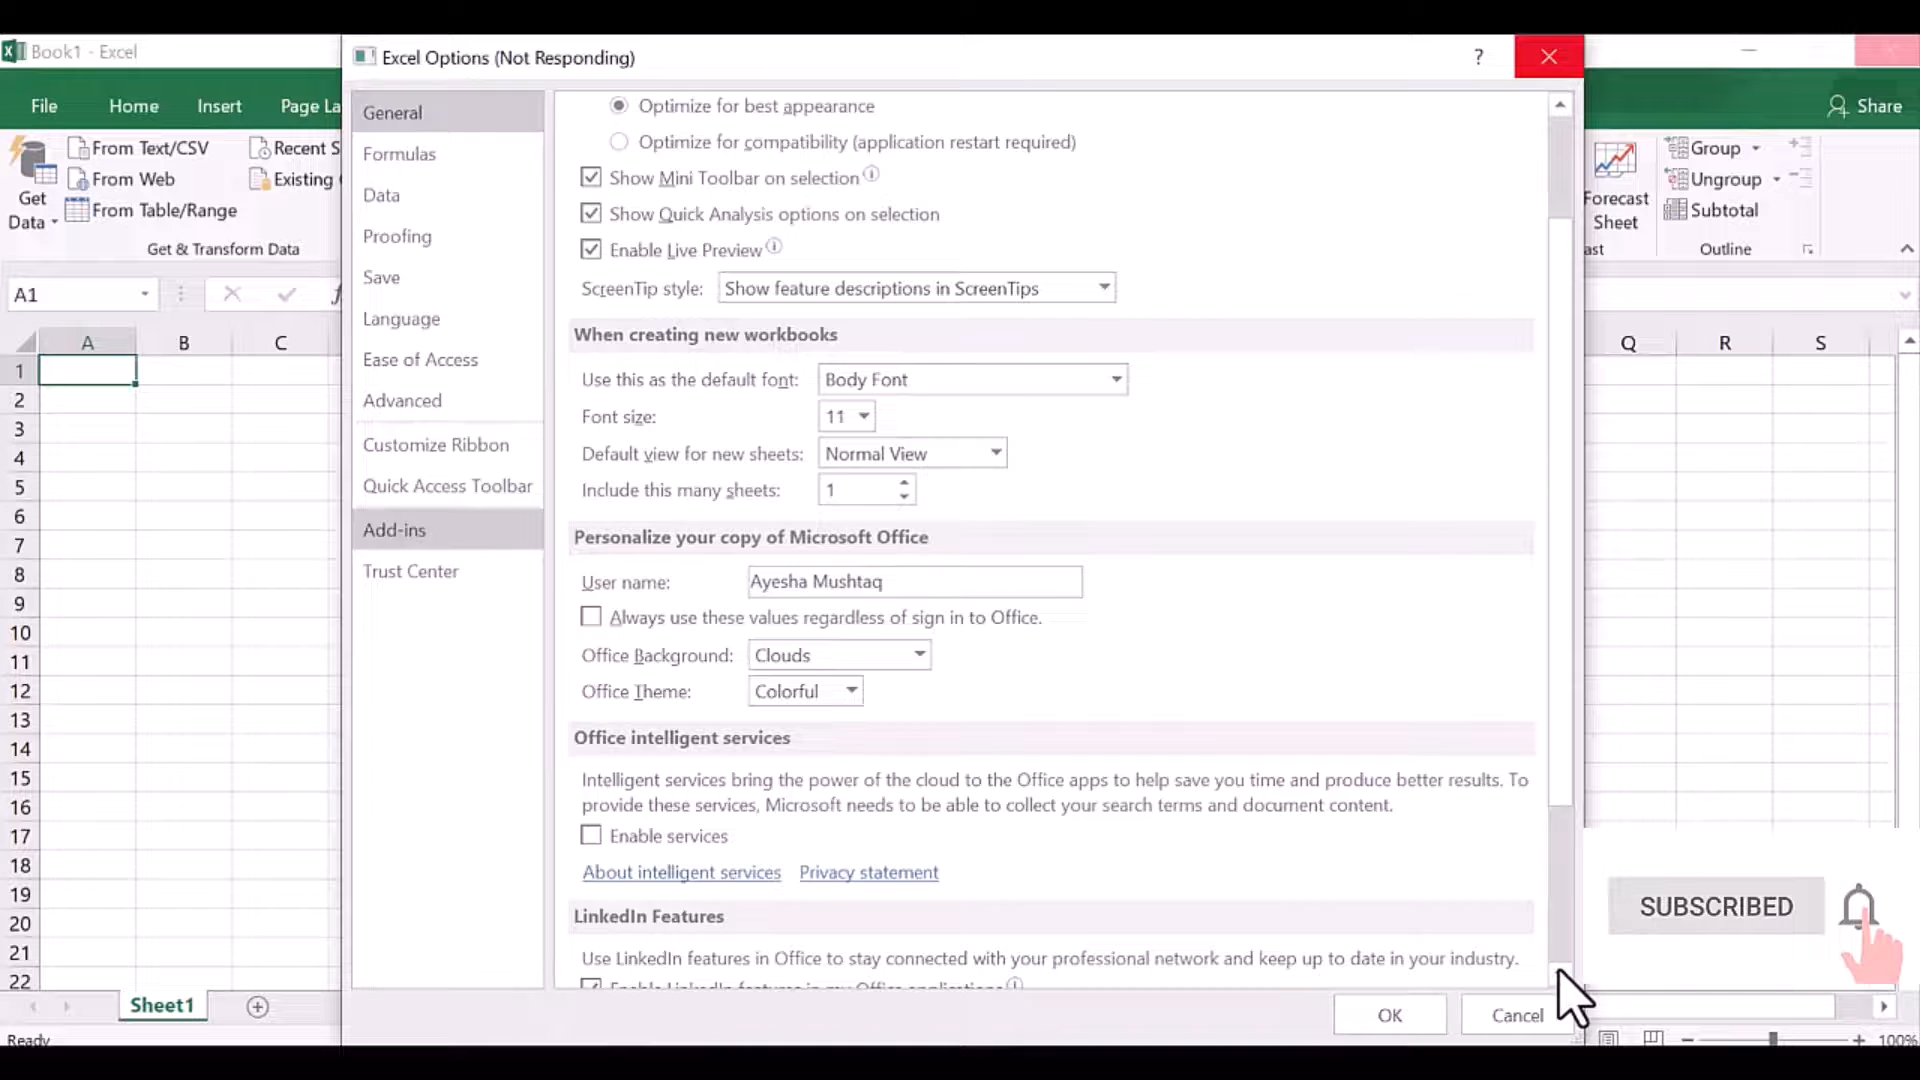 Book1 - Excel
Excel Options (Not Responding)
?
File
Home
Insert
Page La
Share
From Text/CSV
Recent S
From Web
Existing
From Table/Range
Get
Data
Get & Transform Data
Forecast
Sheet
Group
Ungroup
Subtotal
ast
Outline
A1
A
B
C
Q
R
S
1
2
3
4
5
6
7
8
9
10
11
12
13
14
15
16
17
18
19
20
21
22
General
Formulas
Data
Proofing
Save
Language
Ease of Access
Advanced
Customize Ribbon
Quick Access Toolbar
Add-ins
Trust Center
Optimize for best appearance
Optimize for compatibility (application restart required)
Show Mini Toolbar on selection
Show Quick Analysis options on selection
Enable Live Preview
ScreenTip style: Show feature descriptions in ScreenTips
When creating new workbooks
Use this as the default font: Body Font
Font size: 11
Default view for new sheets: Normal View
Include this many sheets: 1
Personalize your copy of Microsoft Office
User name: Ayesha Mushtaq
Always use these values regardless of sign in to Office.
Office Background: Clouds
Office Theme: Colorful
Office intelligent services
Intelligent services bring the power of the cloud to the Office apps to help save you time and produce better results. To
provide these services, Microsoft needs to be able to collect your search terms and document content.
Enable services
About intelligent services Privacy statement
LinkedIn Features
Use LinkedIn features in Office to stay connected with your professional network and keep up to date in your industry.
Enable LinkedIn features in my Office applications
OK
Cancel
SUBSCRIBED
Sheet1
Ready
100%